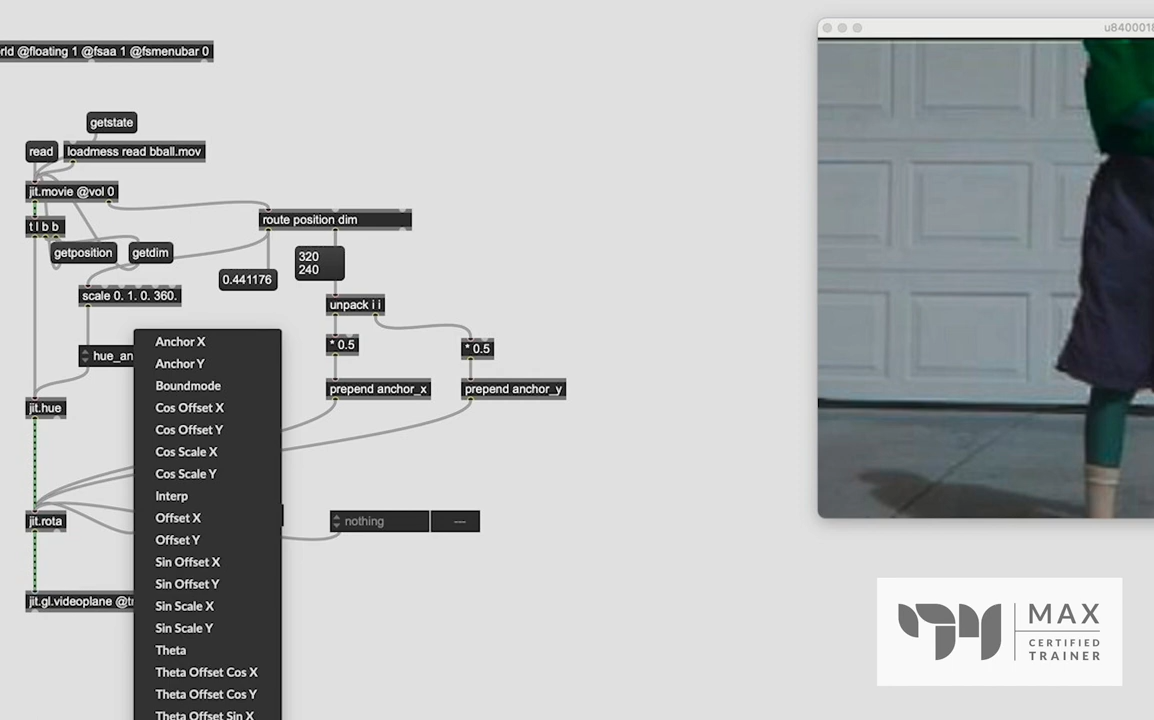 rld @floating 1 @fsaa 1 @fsmenubar 0
u840001
getstate
read
loadmess read bball.mov
jit.movie @vol 0
route position dim
t l b b
getposition
getdim
320
240
0.441176
scale 0. 1. 0. 360.
unpack i i
* 0.5
* 0.5
hue_an
prepend anchor_x
prepend anchor_y
jit.hue
jit.rota
nothing
---
jit.gl.videoplane @tr
Anchor X
Anchor Y
Boundmode
Cos Offset X
Cos Offset Y
Cos Scale X
Cos Scale Y
Interp
Offset X
Offset Y
Sin Offset X
Sin Offset Y
Sin Scale X
Sin Scale Y
Theta
Theta Offset Cos X
Theta Offset Cos Y
Theta Offset Sin X
MAX
CERTIFIED
TRAINER